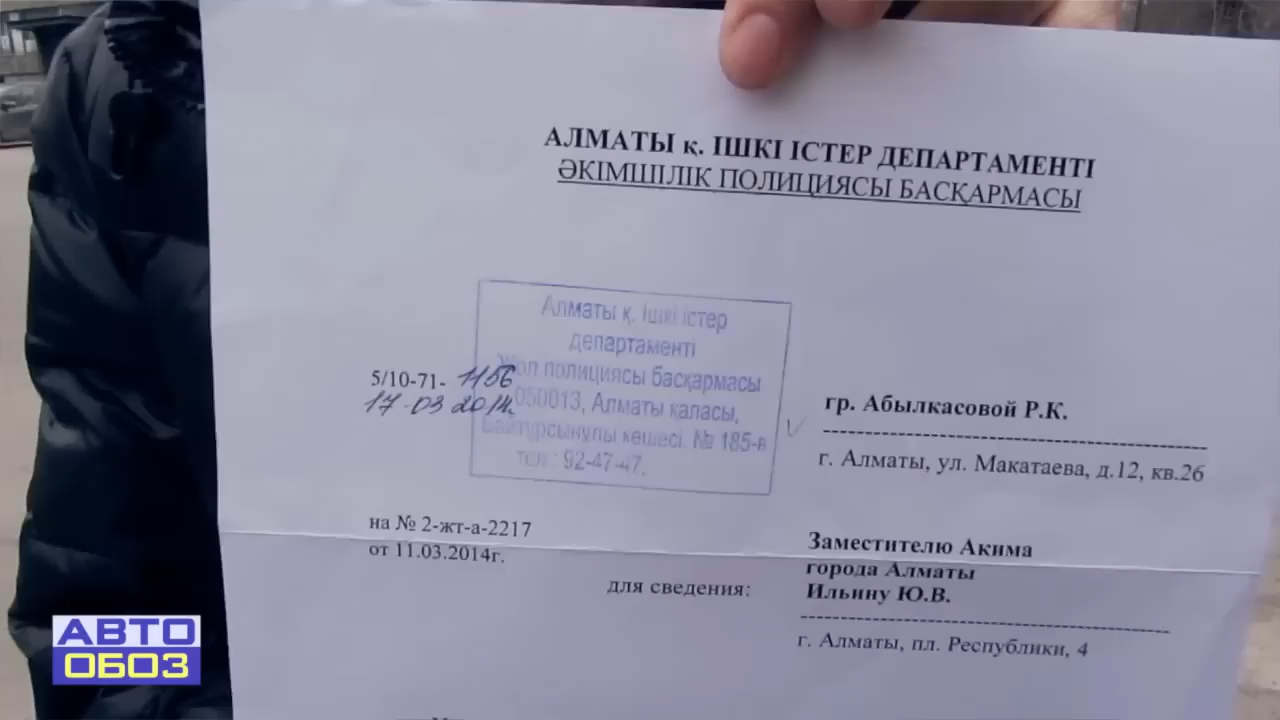 АЛМАТЫ қ. ІШКІ ІСТЕР ДЕПАРТАМЕНТІ
ӘКІМШІЛІК ПОЛИЦИЯСЫ БАСҚАРМАСЫ
Алматы қ. Ішкі істер
департаменті
Жол полициясы басқармасы
050013, Алматы қаласы,
Байтұрсынұлы көшесі. № 185-в
тел.: 92-47-47.
5/10-71- 1156
17.03 2014.
гр. Абылкасовой Р.К.
г. Алматы, ул. Макатаева, д.12, кв.26
на № 2-жт-а-2217
от 11.03.2014г.
для сведения:
Заместителю Акима
города Алматы
Ильину Ю.В.
г. Алматы, пл. Республики, 4
АВТО
ОБОЗ